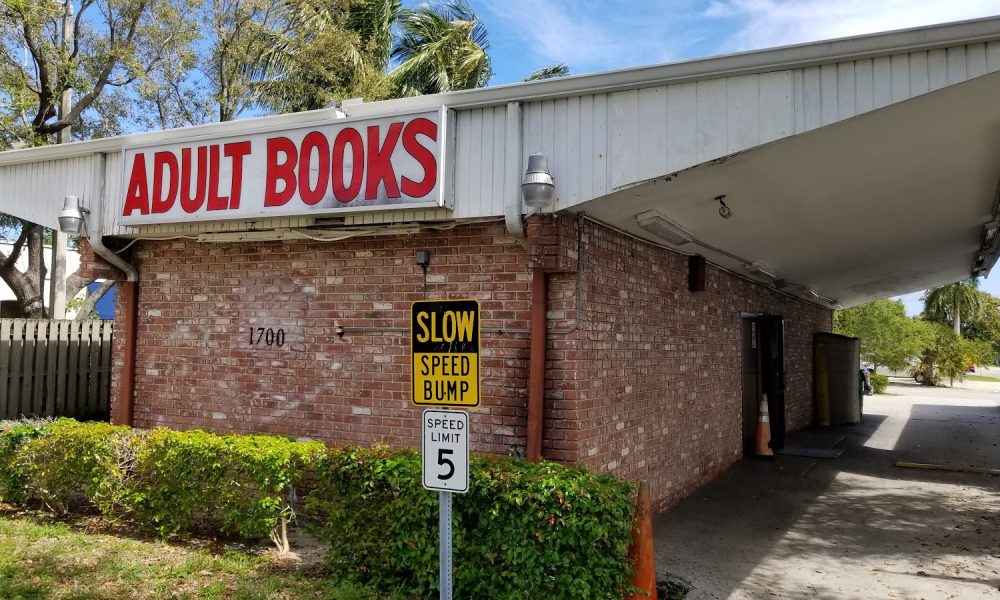 ADULT BOOKS
1700
SLOW
SPEED
BUMP
SPEED
LIMIT
5